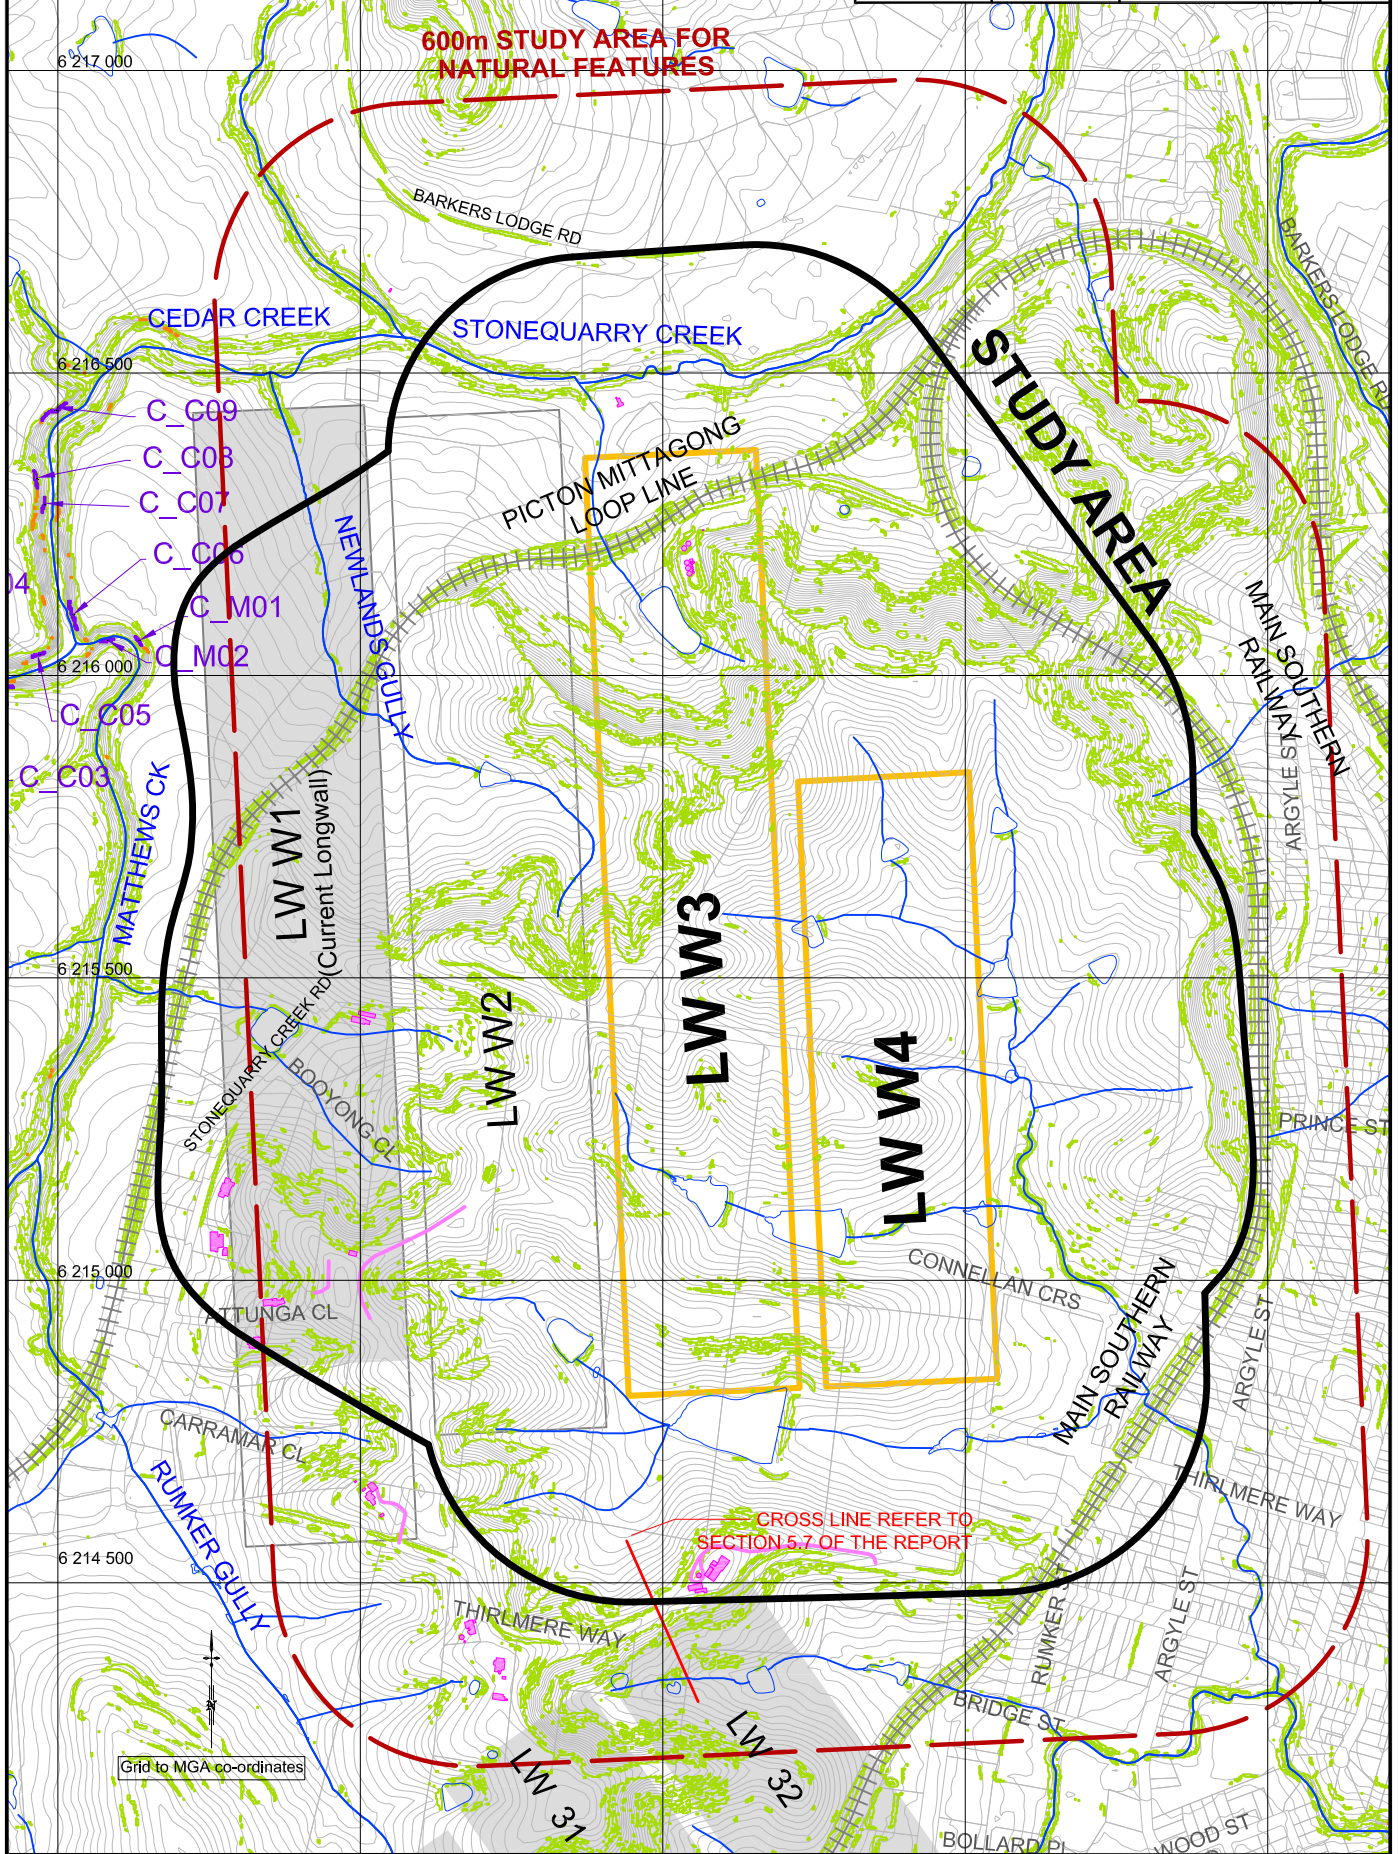 600m STUDY AREA FOR
NATURAL FEATURES
6 217 000
BARKERS LODGE RD
BARKERS LODGE RD
CEDAR CREEK
STONEQUARRY CREEK
6 216 500
STUDY AREA
C_C09
C_C08
C_C07
C_C06
04
C_M01
C_M02
6 216 000
C_C05
C_C03
PICTON MITTAGONG
LOOP LINE
NEWLANDS GULLY
MAIN SOUTHERN
RAILWAY
ARGYLE ST
MATTHEWS CK
LW W1
(Current Longwall)
LW W3
6 215 500
STONEQUARRY CREEK RD
LW W2
LW W4
BOOYONG CL
PRINCE ST
6 215 000
CONNELLAN CRS
ATTUNGA CL
MAIN SOUTHERN
RAILWAY
ARGYLE ST
CARRAMAR CL
RUMKER GULLY
THIRLMERE WAY
CROSS LINE REFER TO
SECTION 5.7 OF THE REPORT
6 214 500
THIRLMERE WAY
RUMKER ST
ARGYLE ST
N
BRIDGE ST
Grid to MGA co-ordinates
LW 31
LW 32
BOLLARD PL
WOOD ST